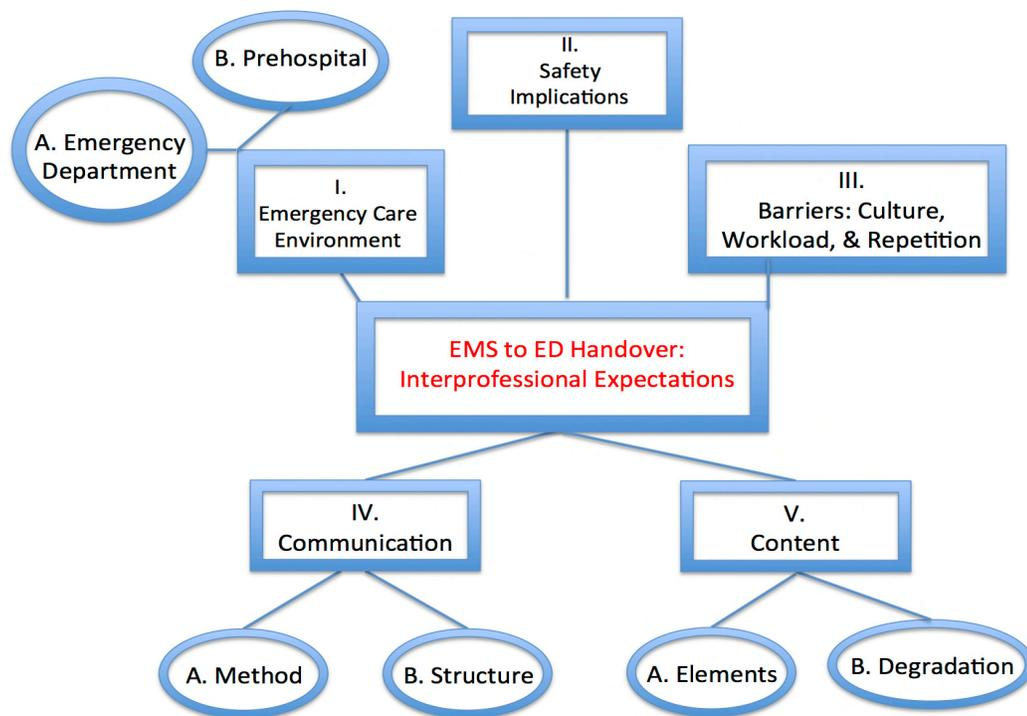 B. Prehospital
A. Emergency
Department
I.
Emergency Care
Environment
II.
Safety
Implications
III.
Barriers: Culture,
Workload, & Repetition
EMS to ED Handover:
Interprofessional Expectations
IV.
Communication
V.
Content
A. Method
B. Structure
A. Elements
B. Degradation